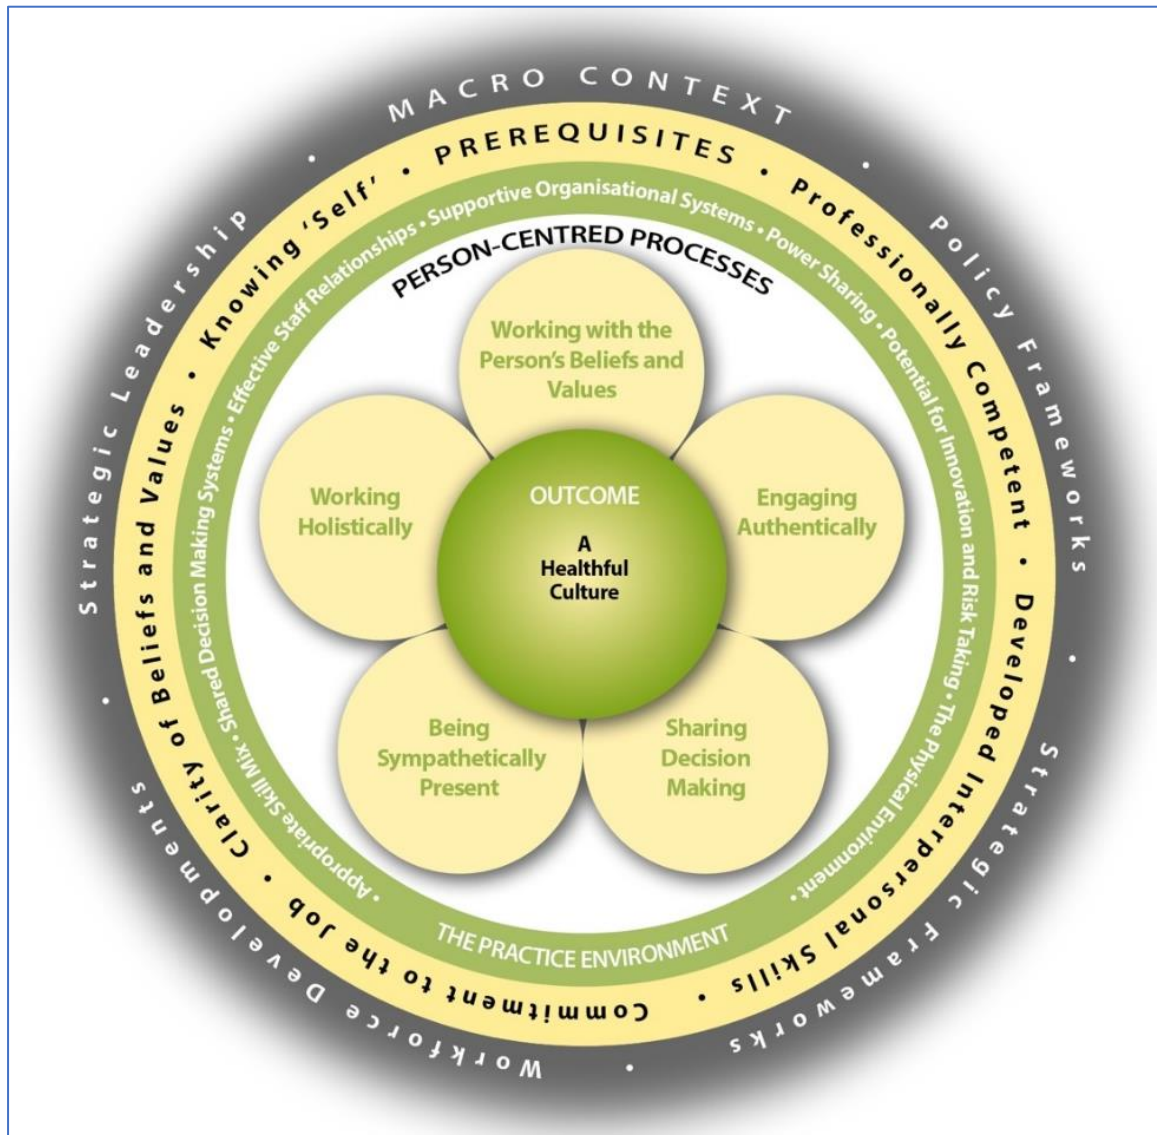 MACRO CONTEXT • Policy Frameworks • Strategic Frameworks • Workforce Developments • Strategic Leadership •
PREREQUISITES • Professionally Competent • Developed Interpersonal Skills • Commitment to the Job • Clarity of Beliefs and Values • Knowing ‘Self’ •
THE PRACTICE ENVIRONMENT
• Appropriate Skill Mix • Shared Decision Making Systems • Effective Staff Relationships • Supportive Organisational Systems • Power Sharing • Potential for Innovation and Risk Taking • The Physical Environment •
PERSON-CENTRED PROCESSES
Working with the
Person’s Beliefs and
Values
Engaging
Authentically
Sharing
Decision
Making
Being
Sympathetically
Present
Working
Holistically
OUTCOME
A
Healthful
Culture